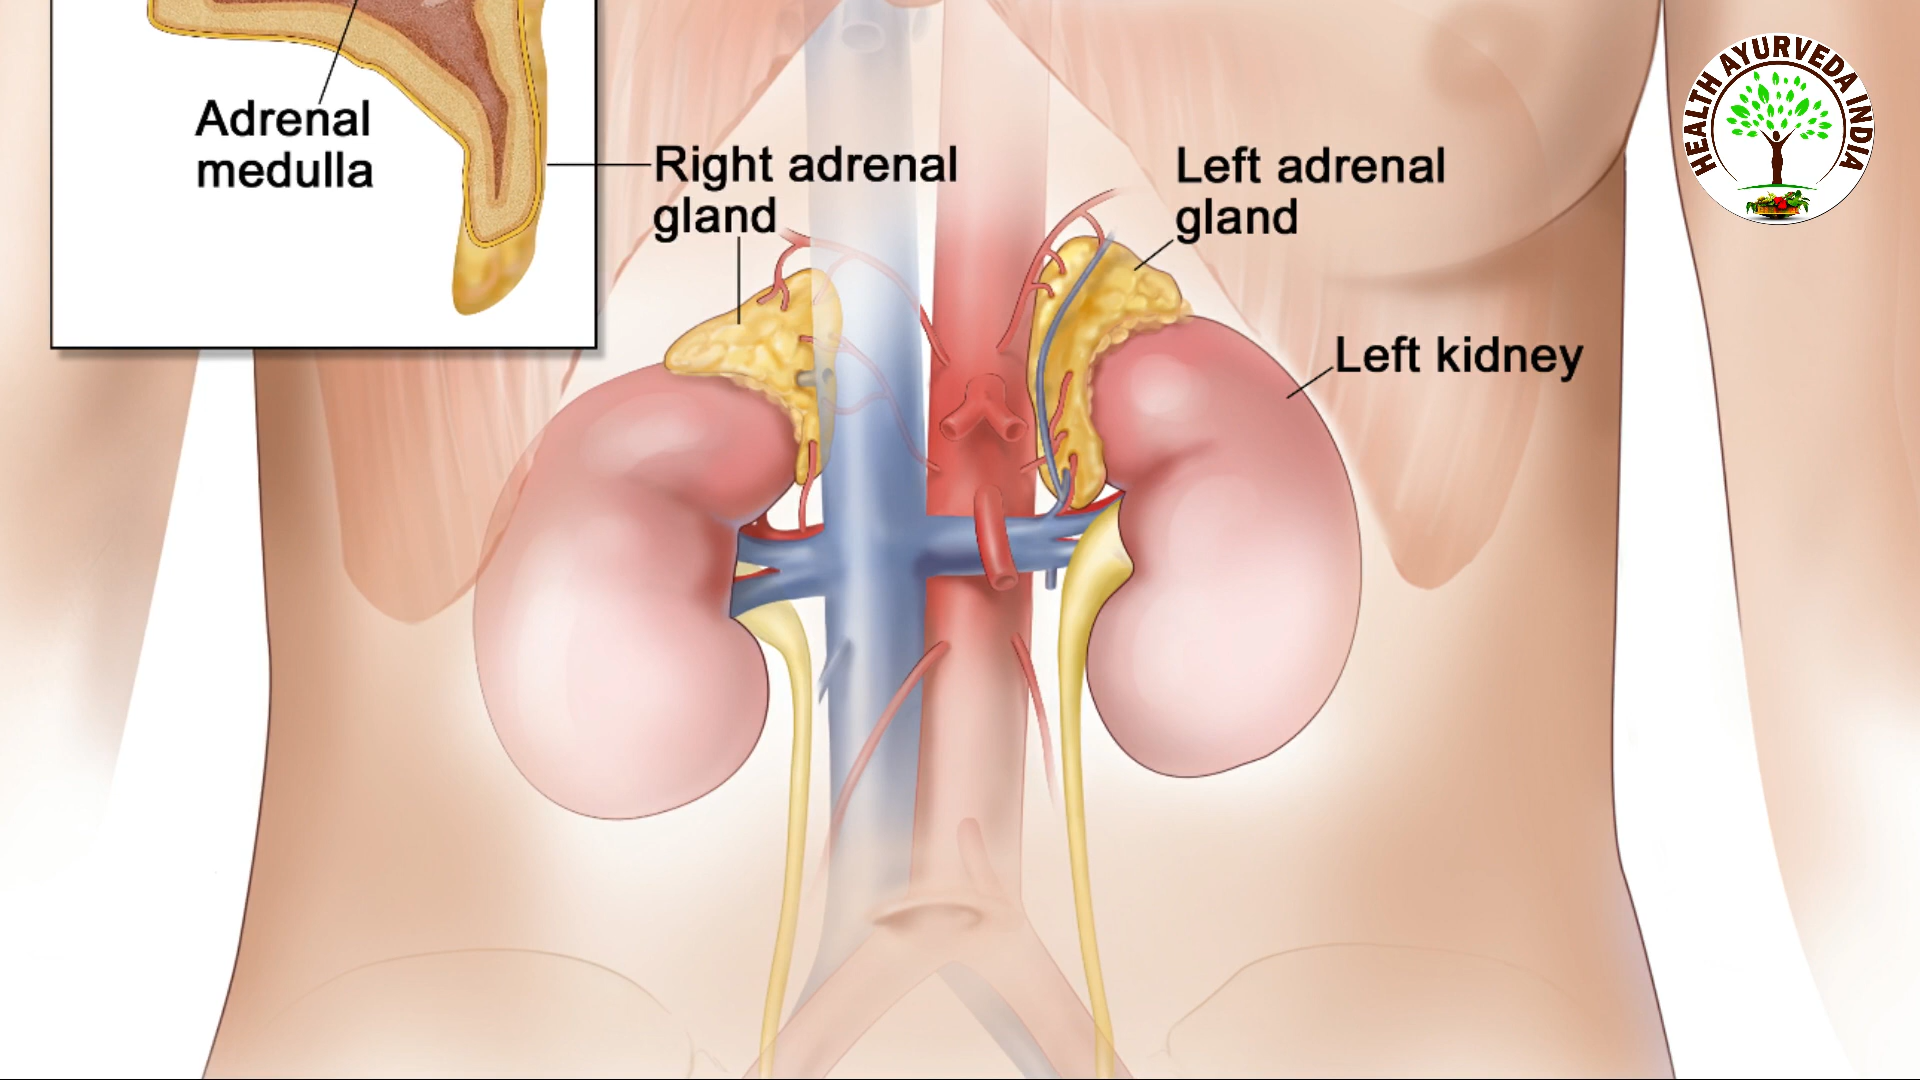 Adrenal
medulla
Right adrenal
gland
Left adrenal
gland
Left kidney
HEALTH AYURVEDA INDIA